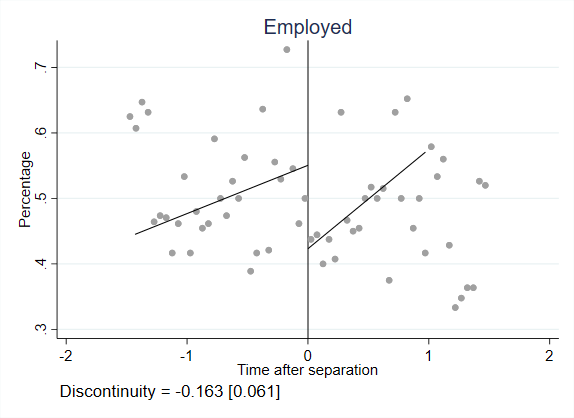 Employed
.7
.6
.5
.4
.3
Percentage
-2
-1
0
1
2
Time after separation
Discontinuity = -0.163 [0.061]